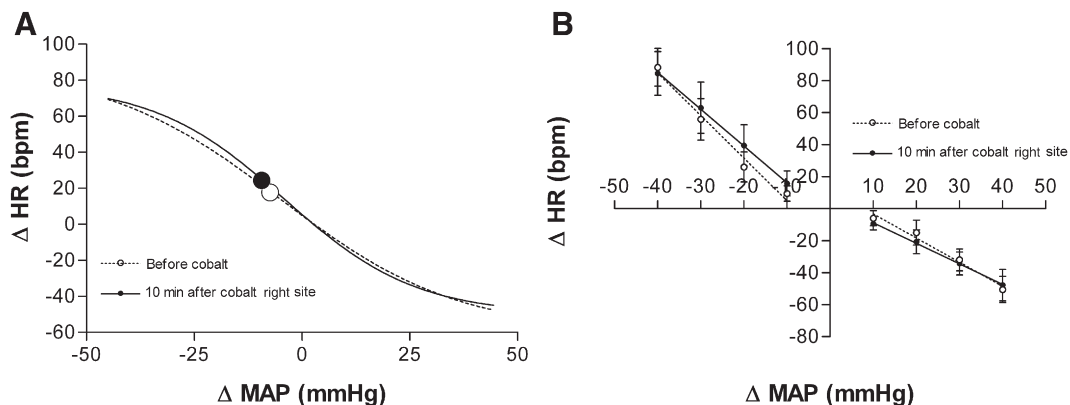 A
100
80
60
40
20
0
-20
-40
-60
-50
-25
0
25
50
Δ HR (bpm)
Δ MAP (mmHg)
Before cobalt
10 min after cobalt right site
B
100
80
60
40
20
-20
-40
-60
-80
-50 -40 -30 -20 -10
10 20 30 40 50
Δ HR (bpm)
Δ MAP (mmHg)
Before cobalt
10 min after cobalt right site